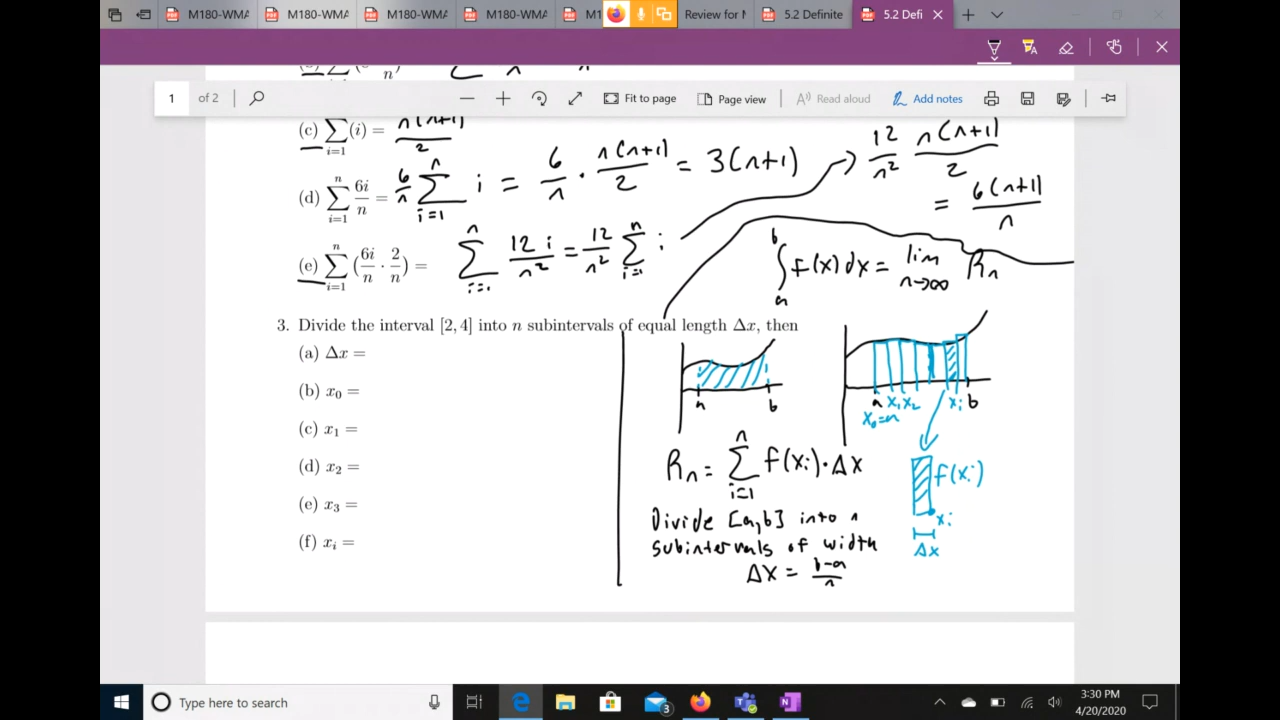 M180-WMA M180-WMA M180-WMA M180-WMA M1 Review for M 5.2 Definite 5.2 Defi
1 of 2 Fit to page Page view Read aloud Add notes
(c) ∑_{i=1} (i) = n(n+1)/2
(d) ∑_{i=1}^{n} 6i/n = 6/n ∑_{i=1}^{n} i = 6/n · n(n+1)/2 = 3(n+1)
12/n² n(n+1)/2
= 6(n+1)/n
(e) ∑_{i=1}^{n} (6i/n · 2/n) = ∑_{i=1}^{n} 12i/n² = 12/n² ∑_{i=1}^{n} i
∫_a^b f(x)dx = lim_{n→∞} Rn
3. Divide the interval [2, 4] into n subintervals of equal length Δx, then
(a) Δx =
(b) x₀ =
(c) x₁ =
(d) x₂ =
(e) x₃ =
(f) xᵢ =
a b
a x₁ x₂ xᵢ b
x₀=a
Rn = ∑_{i=1}^{n} f(xᵢ)·Δx
Divide [a,b] into n
subintervals of width
Δx = b-a/n
f(xᵢ)
xᵢ
Δx
Type here to search
3
3:30 PM
4/20/2020